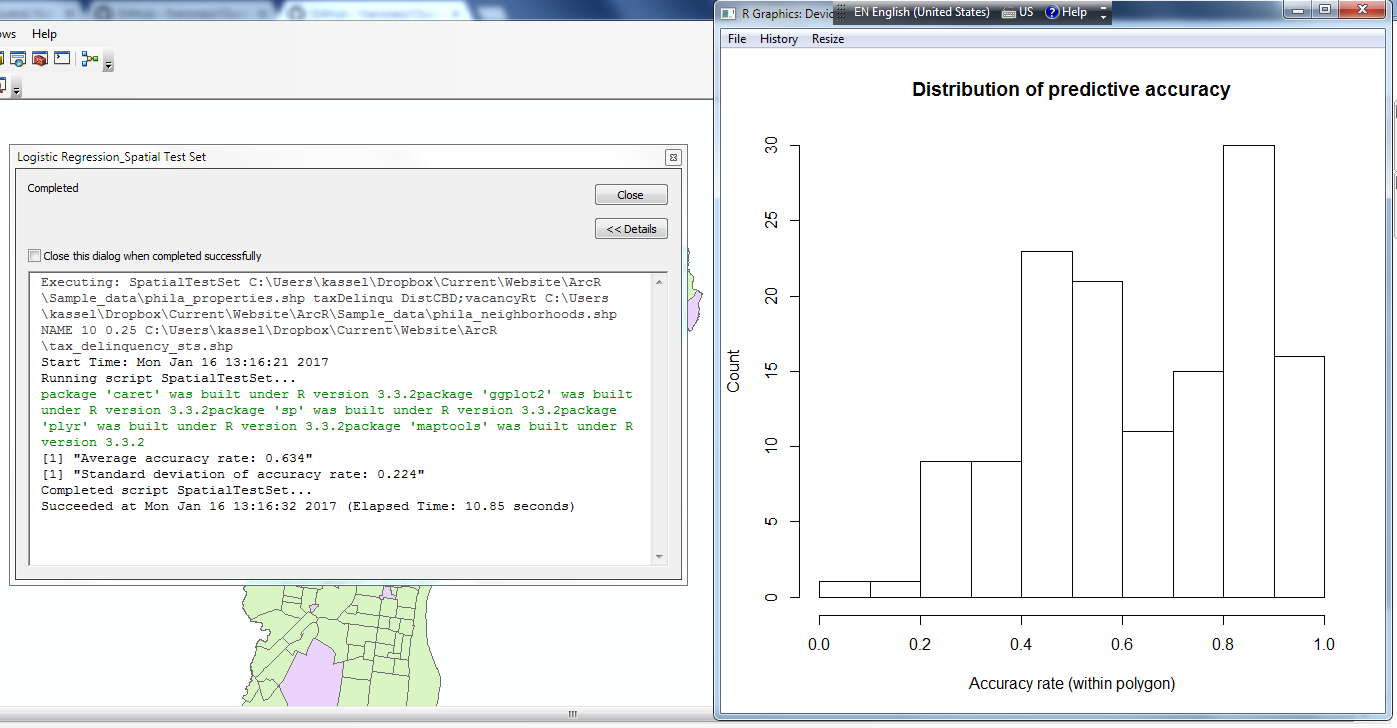 ows Help
Logistic Regression_Spatial Test Set
Completed
Close
<< Details
Close this dialog when completed successfully
Executing: SpatialTestSet C:\Users\kassel\Dropbox\Current\Website\ArcR
\Sample_data\phila_properties.shp taxDelinqu DistCBD;vacancyRt C:\Users
\kassel\Dropbox\Current\Website\ArcR\Sample_data\phila_neighborhoods.shp
NAME 10 0.25 C:\Users\kassel\Dropbox\Current\Website\ArcR
\tax_delinquency_sts.shp
Start Time: Mon Jan 16 13:16:21 2017
Running script SpatialTestSet...
package 'caret' was built under R version 3.3.2package 'ggplot2' was built
under R version 3.3.2package 'sp' was built under R version 3.3.2package
'plyr' was built under R version 3.3.2package 'maptools' was built under R
version 3.3.2
[1] "Average accuracy rate: 0.634"
[1] "Standard deviation of accuracy rate: 0.224"
Completed script SpatialTestSet...
Succeeded at Mon Jan 16 13:16:32 2017 (Elapsed Time: 10.85 seconds)
R Graphics: Devic
EN English (United States) US Help
File History Resize
Distribution of predictive accuracy
Count
30
25
20
15
10
5
0
0.0 0.2 0.4 0.6 0.8 1.0
Accuracy rate (within polygon)